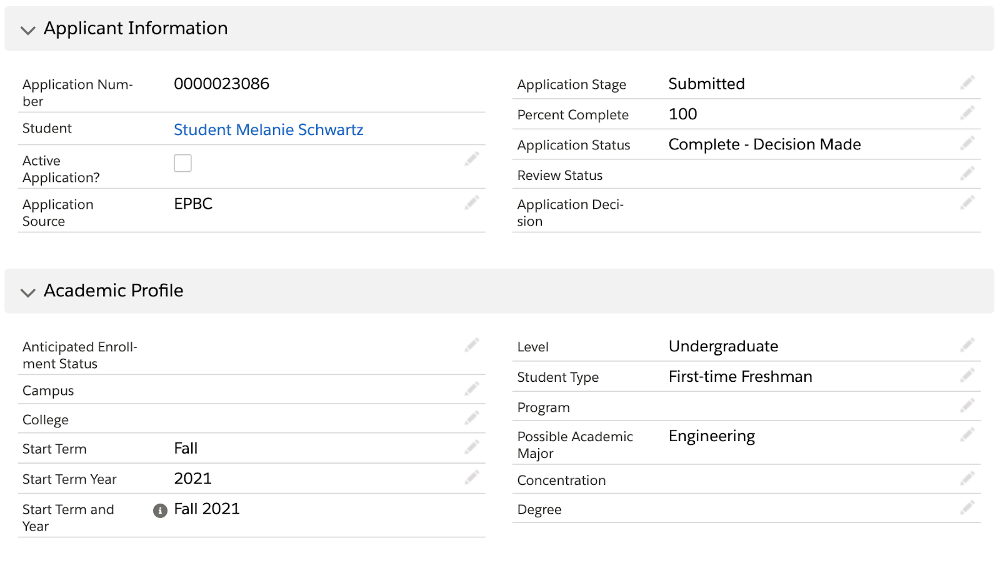 Applicant Information
Application Num-
ber
0000023086
Student
Student Melanie Schwartz
Active
Application?
Application
Source
EPBC
Application Stage
Submitted
Percent Complete
100
Application Status
Complete - Decision Made
Review Status
Application Deci-
sion
Academic Profile
Anticipated Enroll-
ment Status
Campus
College
Start Term
Fall
Start Term Year
2021
Start Term and
Year
Fall 2021
Level
Undergraduate
Student Type
First-time Freshman
Program
Possible Academic
Major
Engineering
Concentration
Degree